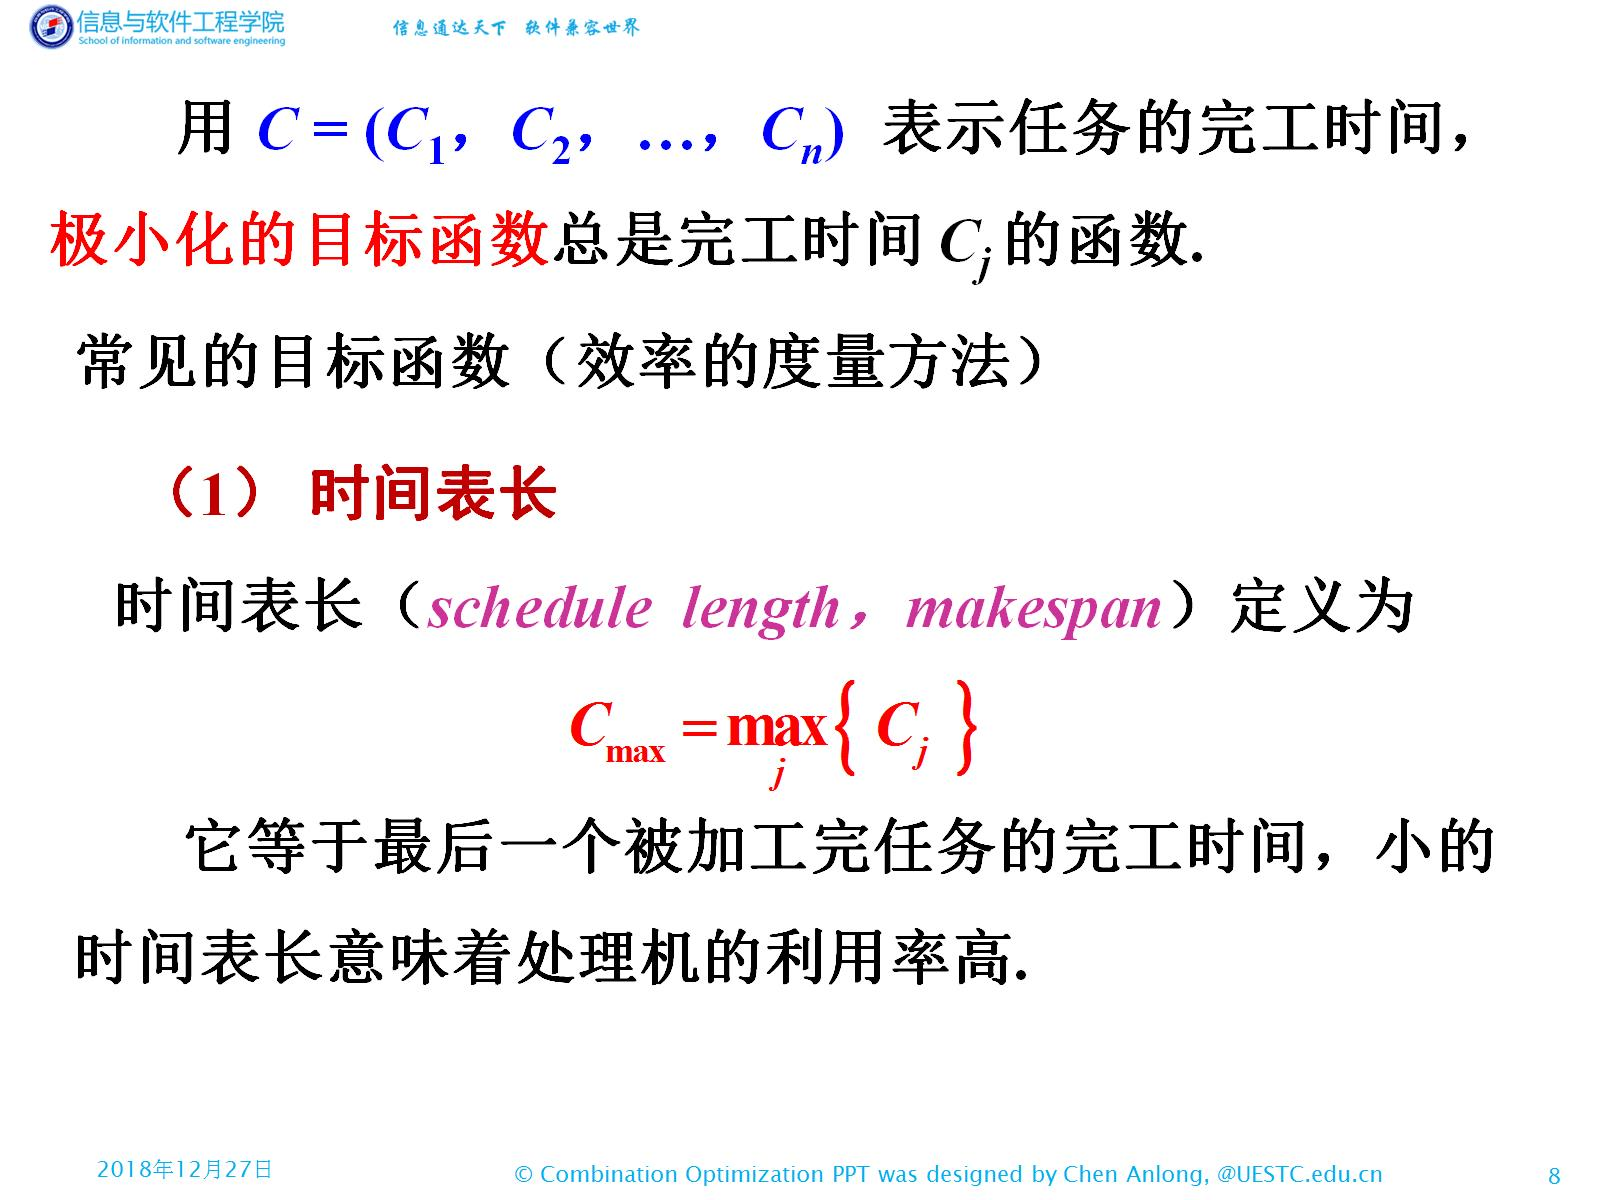 信息与软件工程学院
School of information and software engineering
信息通达天下 软件兼容世界
用 C = (C1，C2，…，Cn) 表示任务的完工时间，
极小化的目标函数总是完工时间 Cj 的函数.
常见的目标函数（效率的度量方法）
（1） 时间表长
时间表长（schedule length，makespan）定义为
Cmax = max{ Cj }
j
它等于最后一个被加工完任务的完工时间，小的
时间表长意味着处理机的利用率高.
2018年12月27日
© Combination Optimization PPT was designed by Chen Anlong, @UESTC.edu.cn
8